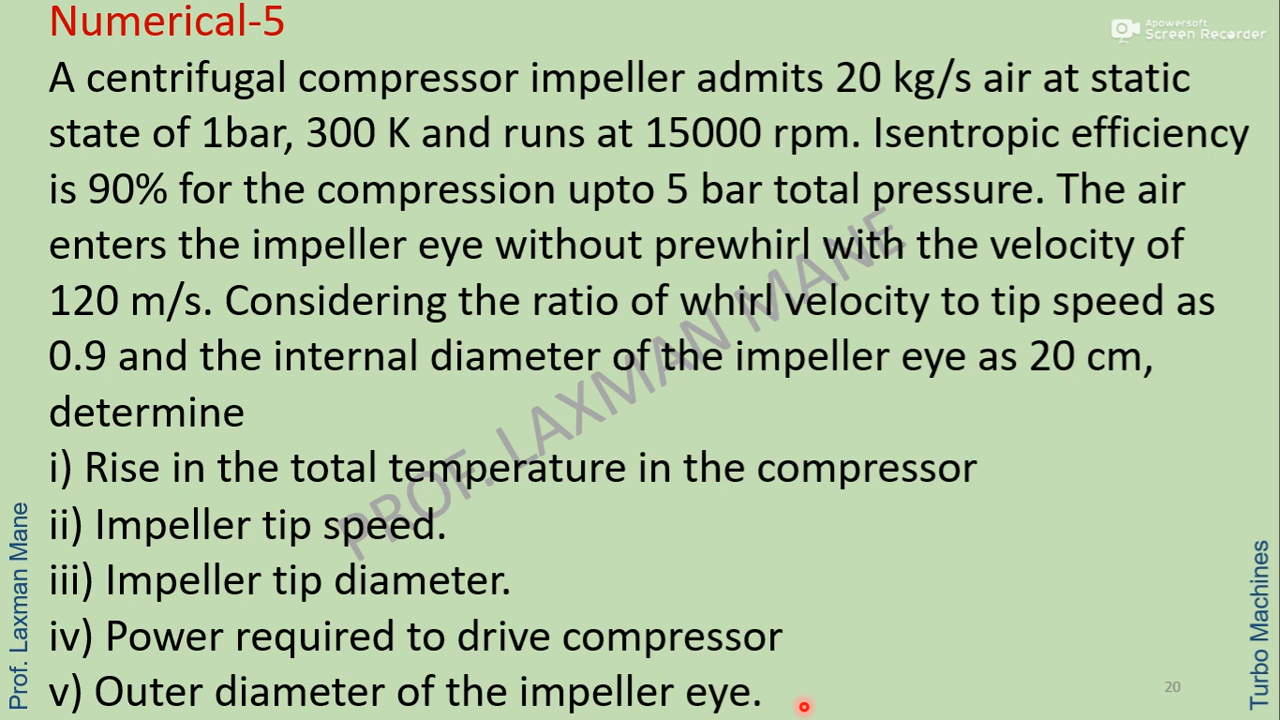 Numerical-5
Apowersoft
Screen Recorder
A centrifugal compressor impeller admits 20 kg/s air at static
state of 1bar, 300 K and runs at 15000 rpm. Isentropic efficiency
is 90% for the compression upto 5 bar total pressure. The air
enters the impeller eye without prewhirl with the velocity of
120 m/s. Considering the ratio of whirl velocity to tip speed as
0.9 and the internal diameter of the impeller eye as 20 cm,
determine
i) Rise in the total temperature in the compressor
ii) Impeller tip speed.
iii) Impeller tip diameter.
iv) Power required to drive compressor
v) Outer diameter of the impeller eye.
PROF. LAXMAN MANE
Prof. Laxman Mane
Turbo Machines
20